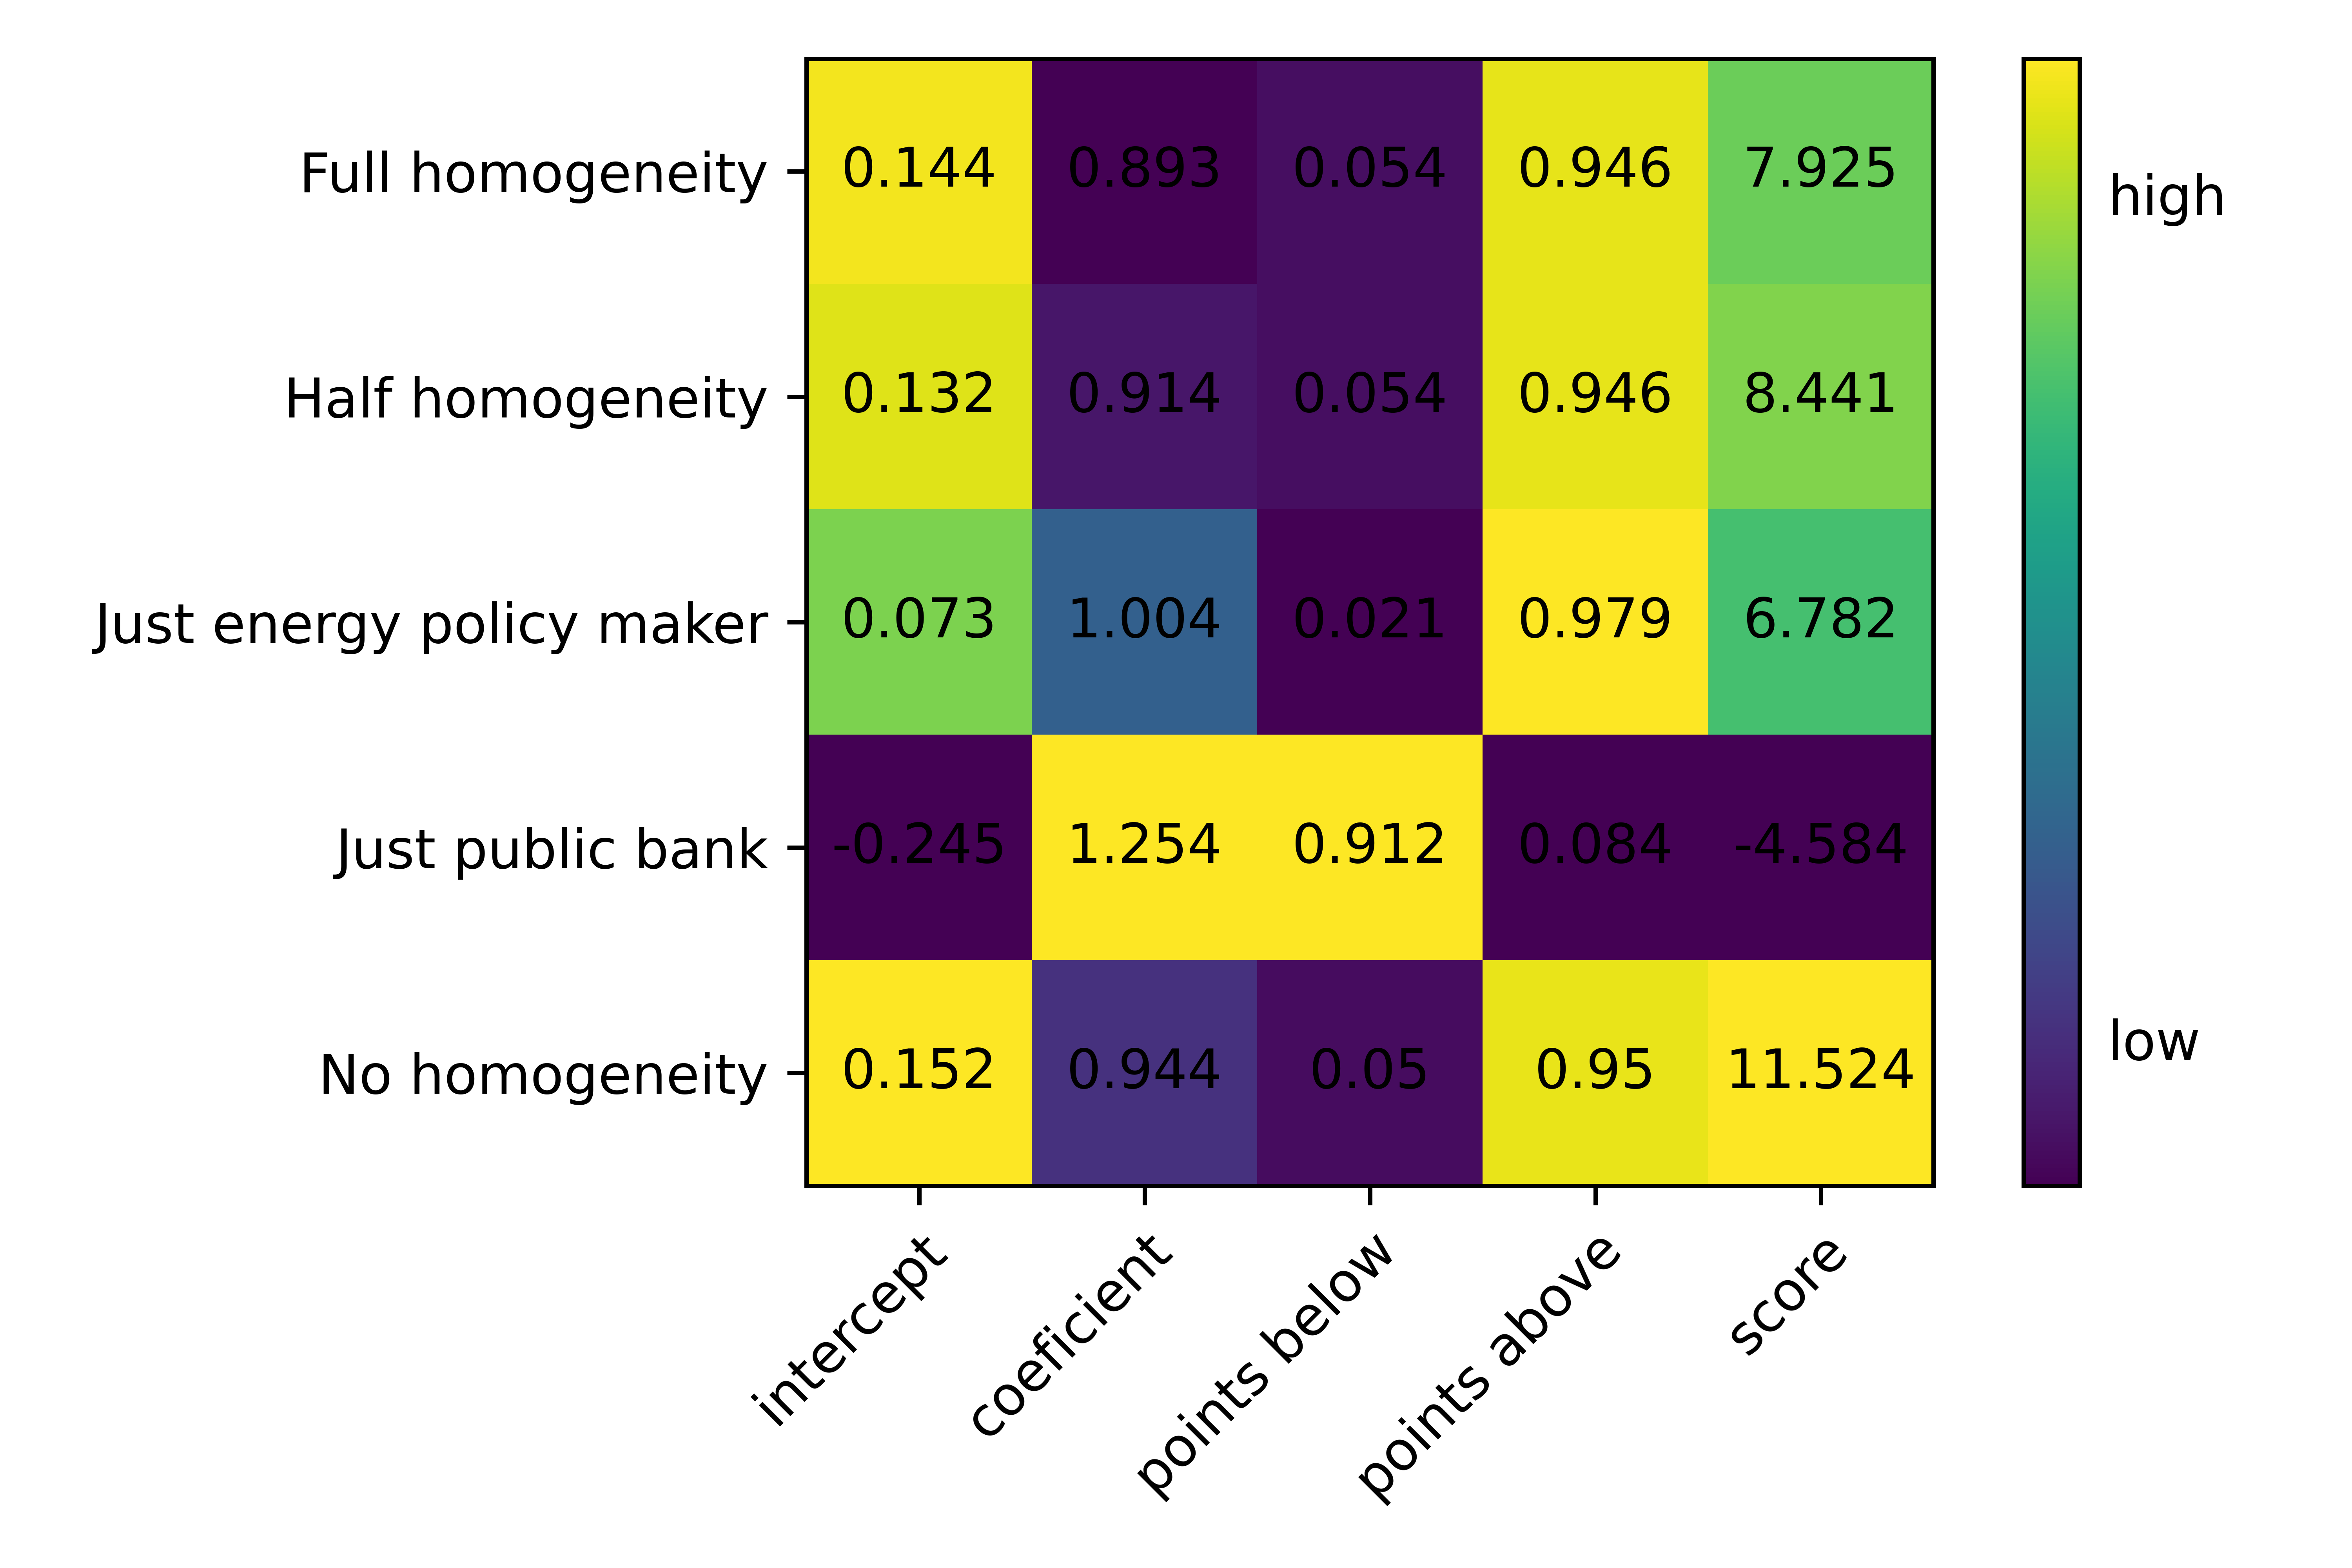 Full homogeneity 0.144 0.893 0.054 0.946 7.925
high
Half homogeneity 0.132 0.914 0.054 0.946 8.441
Just energy policy maker 0.073 1.004 0.021 0.979 6.782
Just public bank -0.245 1.254 0.912 0.084 -4.584
low
No homogeneity 0.152 0.944 0.05 0.95 11.524
intercept
coeficient
points below
points above
score